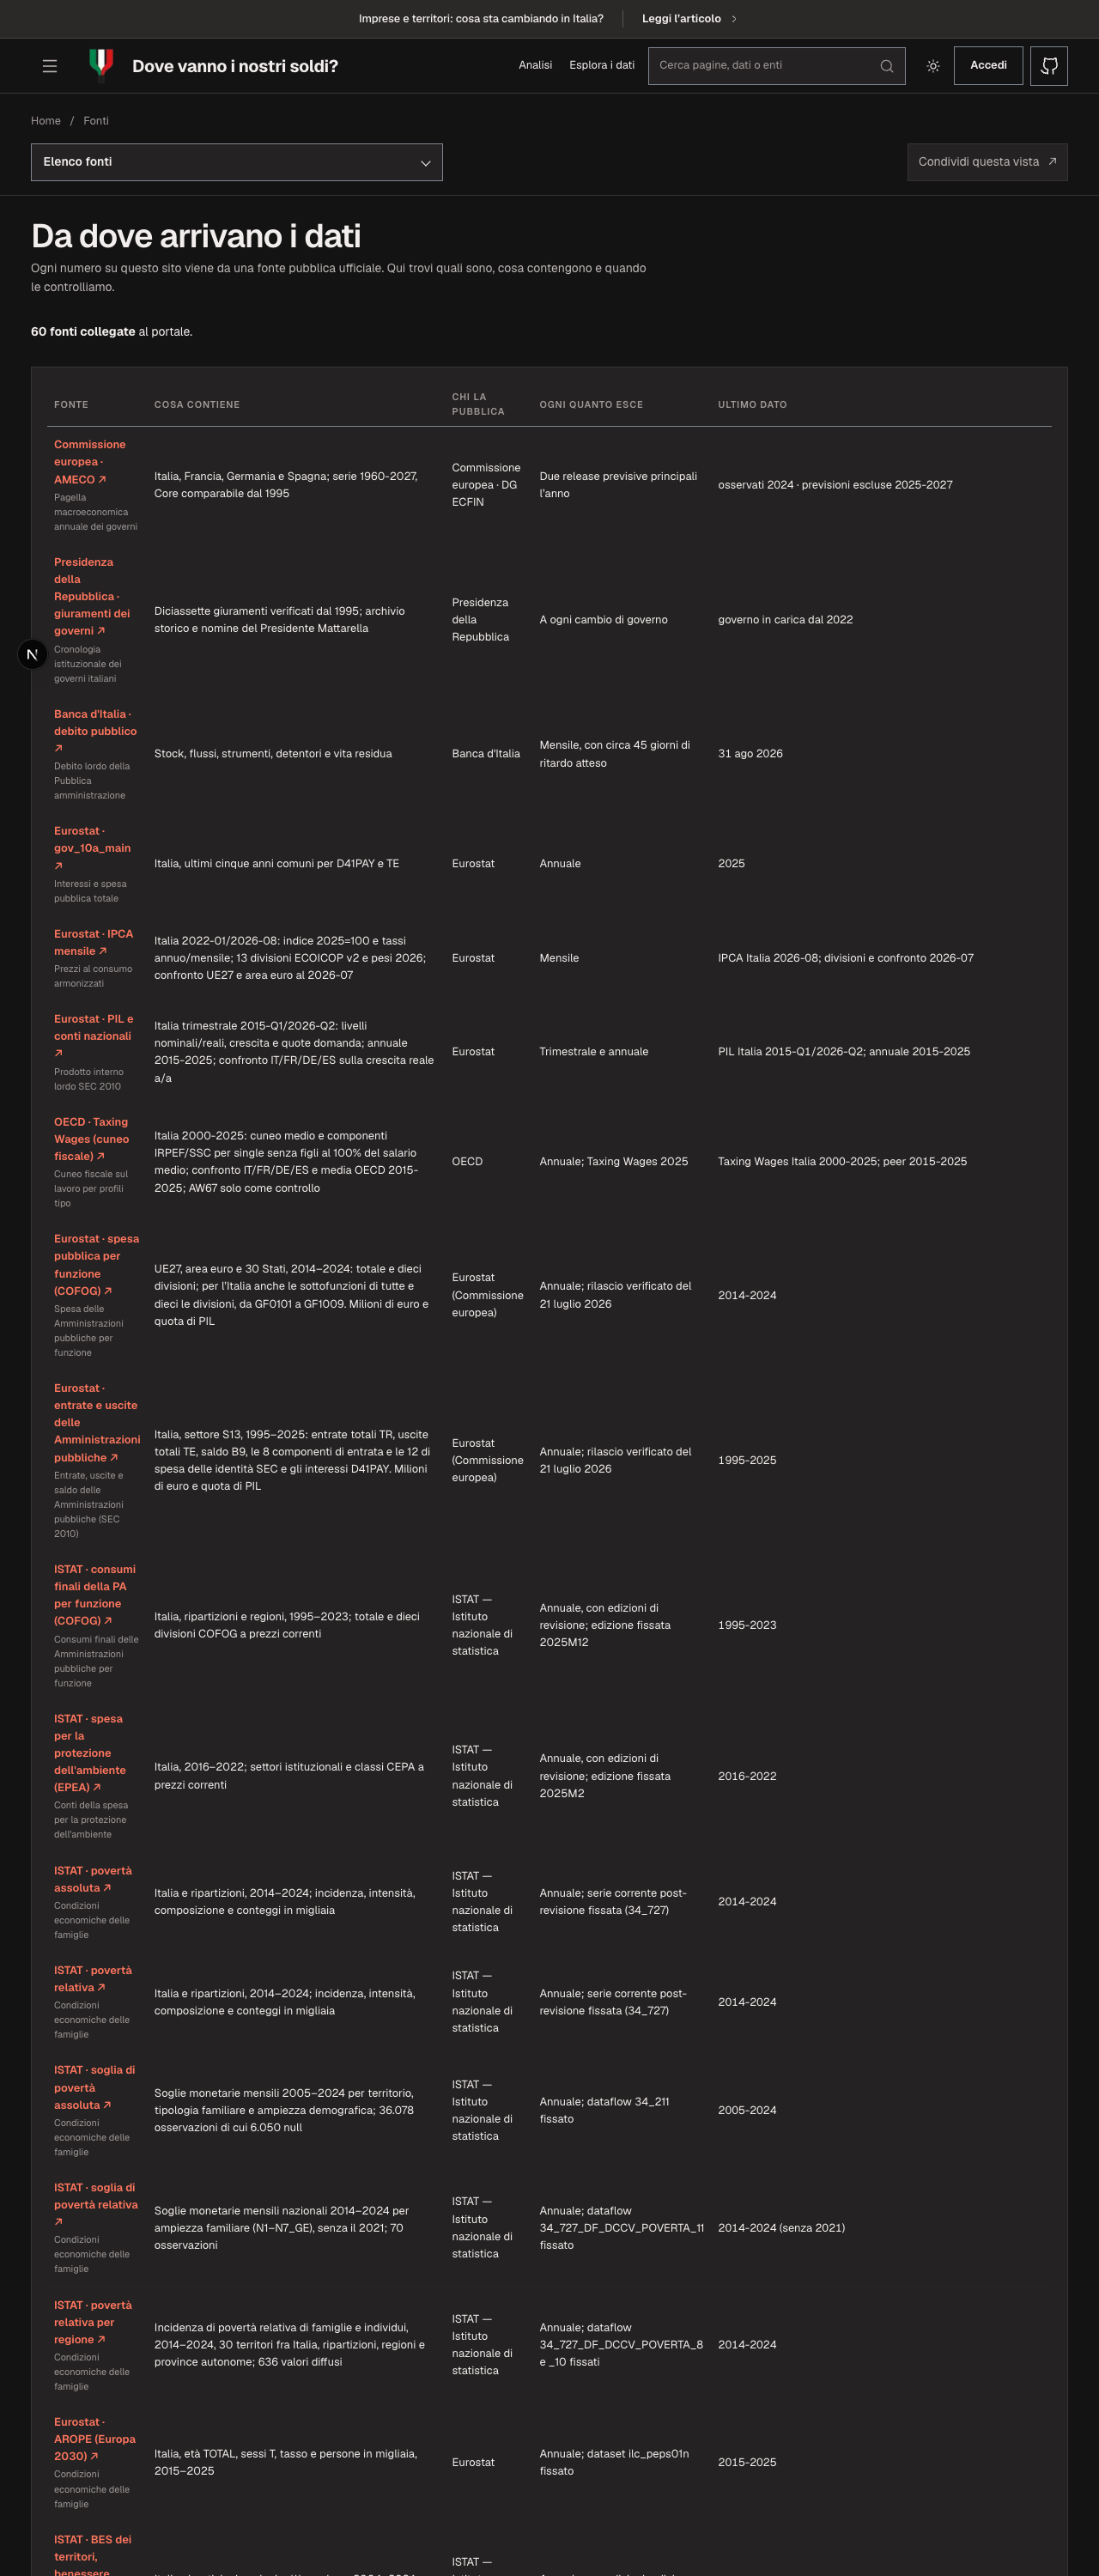 Imprese e territori: cosa sta cambiando in Italia?
Leggi l'articolo
Dove vanno i nostri soldi?
Analisi
Esplora i dati
Cerca pagine, dati o enti
Accedi
Home / Fonti
Elenco fonti
Condividi questa vista ↗
Da dove arrivano i dati
Ogni numero su questo sito viene da una fonte pubblica ufficiale. Qui trovi quali sono, cosa contengono e quando
le controlliamo.
60 fonti collegate al portale.
FONTE
COSA CONTIENE
CHI LA
PUBBLICA
OGNI QUANTO ESCE
ULTIMO DATO
Commissione
europea ·
AMECO ↗
Pagella
macroeconomica
annuale dei governi
Italia, Francia, Germania e Spagna; serie 1960-2027,
Core comparabile dal 1995
Commissione
europea · DG
ECFIN
Due release previsive principali
l'anno
osservati 2024 · previsioni escluse 2025-2027
Presidenza
della
Repubblica ·
giuramenti dei
governi ↗
Cronologia
istituzionale dei
governi italiani
Diciassette giuramenti verificati dal 1995; archivio
storico e nomine del Presidente Mattarella
Presidenza
della
Repubblica
A ogni cambio di governo
governo in carica dal 2022
N
Banca d'Italia ·
debito pubblico
↗
Debito lordo della
Pubblica
amministrazione
Stock, flussi, strumenti, detentori e vita residua
Banca d'Italia
Mensile, con circa 45 giorni di
ritardo atteso
31 ago 2026
Eurostat ·
gov_10a_main
↗
Interessi e spesa
pubblica totale
Italia, ultimi cinque anni comuni per D41PAY e TE
Eurostat
Annuale
2025
Eurostat · IPCA
mensile ↗
Prezzi al consumo
armonizzati
Italia 2022-01/2026-08: indice 2025=100 e tassi
annuo/mensile; 13 divisioni ECOICOP v2 e pesi 2026;
confronto UE27 e area euro al 2026-07
Eurostat
Mensile
IPCA Italia 2026-08; divisioni e confronto 2026-07
Eurostat · PIL e
conti nazionali
↗
Prodotto interno
lordo SEC 2010
Italia trimestrale 2015-Q1/2026-Q2: livelli
nominali/reali, crescita e quote domanda; annuale
2015-2025; confronto IT/FR/DE/ES sulla crescita reale
a/a
Eurostat
Trimestrale e annuale
PIL Italia 2015-Q1/2026-Q2; annuale 2015-2025
OECD · Taxing
Wages (cuneo
fiscale) ↗
Cuneo fiscale sul
lavoro per profili
tipo
Italia 2000-2025: cuneo medio e componenti
IRPEF/SSC per single senza figli al 100% del salario
medio; confronto IT/FR/DE/ES e media OECD 2015-
2025; AW67 solo come controllo
OECD
Annuale; Taxing Wages 2025
Taxing Wages Italia 2000-2025; peer 2015-2025
Eurostat · spesa
pubblica per
funzione
(COFOG) ↗
Spesa delle
Amministrazioni
pubbliche per
funzione
UE27, area euro e 30 Stati, 2014–2024: totale e dieci
divisioni; per l'Italia anche le sottofunzioni di tutte e
dieci le divisioni, da GF0101 a GF1009. Milioni di euro e
quota di PIL
Eurostat
(Commissione
europea)
Annuale; rilascio verificato del
21 luglio 2026
2014-2024
Eurostat ·
entrate e uscite
delle
Amministrazioni
pubbliche ↗
Entrate, uscite e
saldo delle
Amministrazioni
pubbliche (SEC
2010)
Italia, settore S13, 1995–2025: entrate totali TR, uscite
totali TE, saldo B9, le 8 componenti di entrata e le 12 di
spesa delle identità SEC e gli interessi D41PAY. Milioni
di euro e quota di PIL
Eurostat
(Commissione
europea)
Annuale; rilascio verificato del
21 luglio 2026
1995-2025
ISTAT · consumi
finali della PA
per funzione
(COFOG) ↗
Consumi finali delle
Amministrazioni
pubbliche per
funzione
Italia, ripartizioni e regioni, 1995–2023; totale e dieci
divisioni COFOG a prezzi correnti
ISTAT —
Istituto
nazionale di
statistica
Annuale, con edizioni di
revisione; edizione fissata
2025M12
1995-2023
ISTAT · spesa
per la
protezione
dell'ambiente
(EPEA) ↗
Conti della spesa
per la protezione
dell'ambiente
Italia, 2016–2022; settori istituzionali e classi CEPA a
prezzi correnti
ISTAT —
Istituto
nazionale di
statistica
Annuale, con edizioni di
revisione; edizione fissata
2025M2
2016-2022
ISTAT · povertà
assoluta ↗
Condizioni
economiche delle
famiglie
Italia e ripartizioni, 2014–2024; incidenza, intensità,
composizione e conteggi in migliaia
ISTAT —
Istituto
nazionale di
statistica
Annuale; serie corrente post-
revisione fissata (34_727)
2014-2024
ISTAT · povertà
relativa ↗
Condizioni
economiche delle
famiglie
Italia e ripartizioni, 2014–2024; incidenza, intensità,
composizione e conteggi in migliaia
ISTAT —
Istituto
nazionale di
statistica
Annuale; serie corrente post-
revisione fissata (34_727)
2014-2024
ISTAT · soglia di
povertà
assoluta ↗
Condizioni
economiche delle
famiglie
Soglie monetarie mensili 2005–2024 per territorio,
tipologia familiare e ampiezza demografica; 36.078
osservazioni di cui 6.050 null
ISTAT —
Istituto
nazionale di
statistica
Annuale; dataflow 34_211
fissato
2005-2024
ISTAT · soglia di
povertà relativa
↗
Condizioni
economiche delle
famiglie
Soglie monetarie mensili nazionali 2014–2024 per
ampiezza familiare (N1–N7_GE), senza il 2021; 70
osservazioni
ISTAT —
Istituto
nazionale di
statistica
Annuale; dataflow
34_727_DF_DCCV_POVERTA_11
fissato
2014-2024 (senza 2021)
ISTAT · povertà
relativa per
regione ↗
Condizioni
economiche delle
famiglie
Incidenza di povertà relativa di famiglie e individui,
2014–2024, 30 territori fra Italia, ripartizioni, regioni e
province autonome; 636 valori diffusi
ISTAT —
Istituto
nazionale di
statistica
Annuale; dataflow
34_727_DF_DCCV_POVERTA_8
e _10 fissati
2014-2024
Eurostat ·
AROPE (Europa
2030) ↗
Condizioni
economiche delle
famiglie
Italia, età TOTAL, sessi T, tasso e persone in migliaia,
2015–2025
Eurostat
Annuale; dataset ilc_peps01n
fissato
2015-2025
ISTAT · BES dei
territori,
benessere
ISTAT —